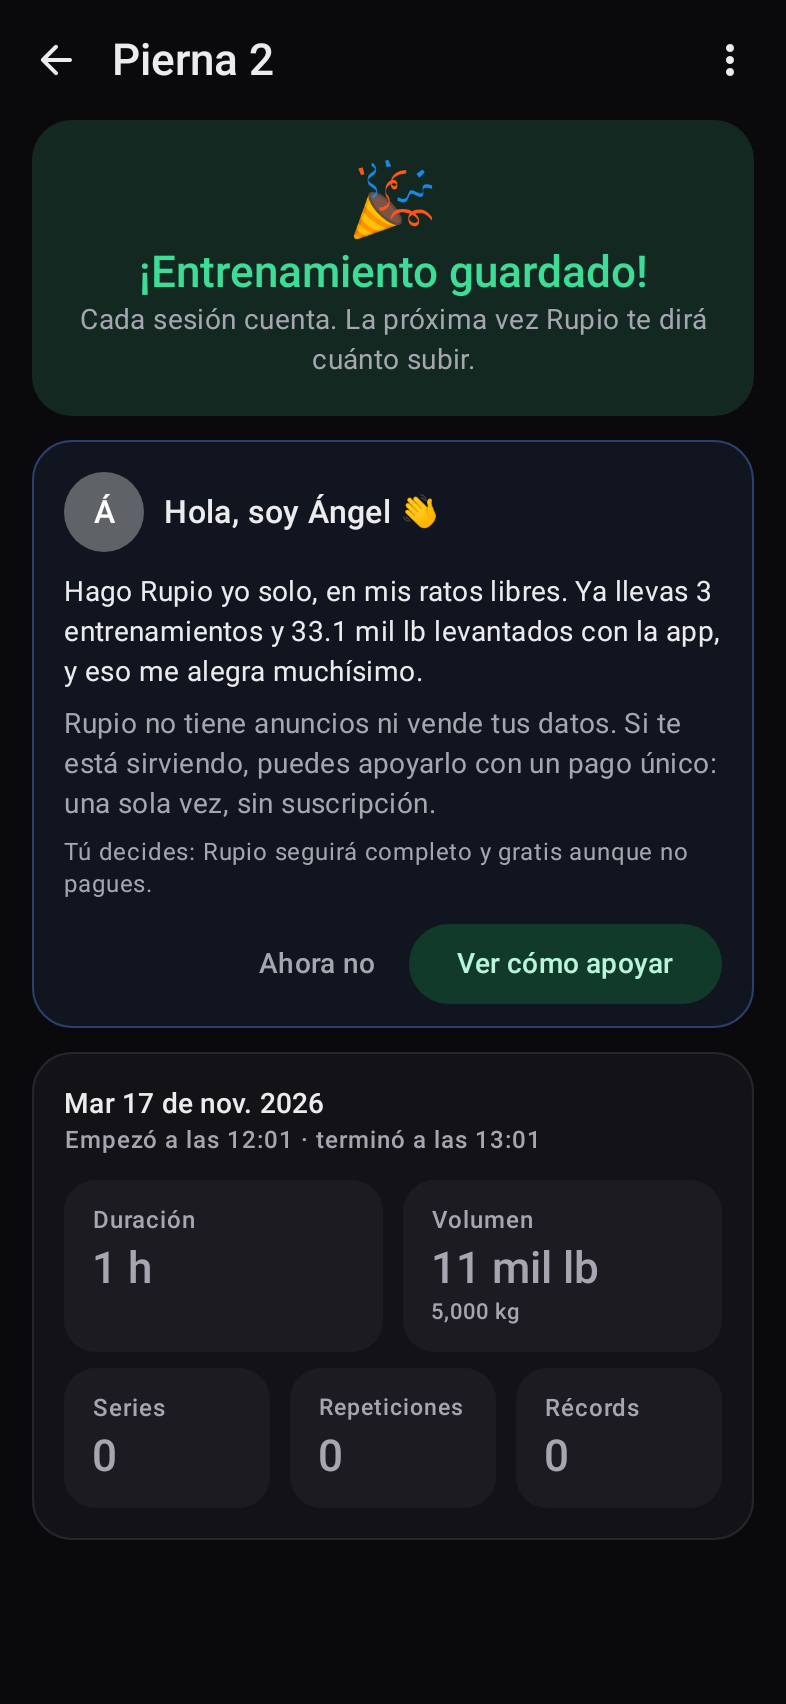 Pierna 2
¡Entrenamiento guardado!
Cada sesión cuenta. La próxima vez Rupio te dirá
cuánto subir.
Á
Hola, soy Ángel 👋
Hago Rupio yo solo, en mis ratos libres. Ya llevas 3
entrenamientos y 33.1 mil lb levantados con la app,
y eso me alegra muchísimo.
Rupio no tiene anuncios ni vende tus datos. Si te
está sirviendo, puedes apoyarlo con un pago único:
una sola vez, sin suscripción.
Tú decides: Rupio seguirá completo y gratis aunque no
pagues.
Ahora no
Ver cómo apoyar
Mar 17 de nov. 2026
Empezó a las 12:01 · terminó a las 13:01
Duración
1 h
Volumen
11 mil lb
5,000 kg
Series
0
Repeticiones
0
Récords
0